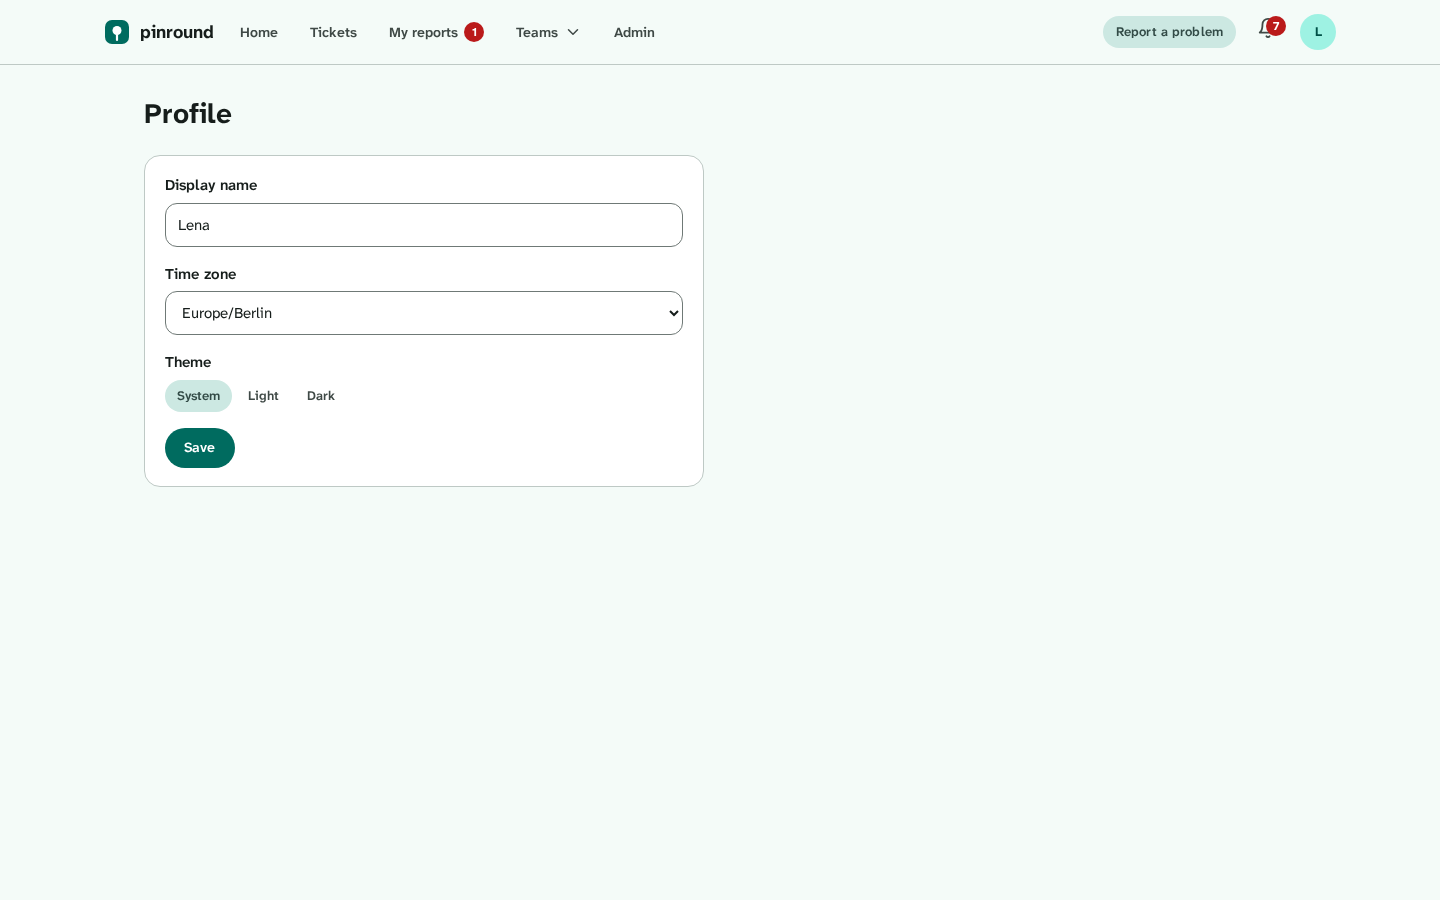 pinround Home Tickets My reports 1 Teams Admin Report a problem 7 L
Profile
Display name
Lena
Time zone
Europe/Berlin
Theme
System Light Dark
Save